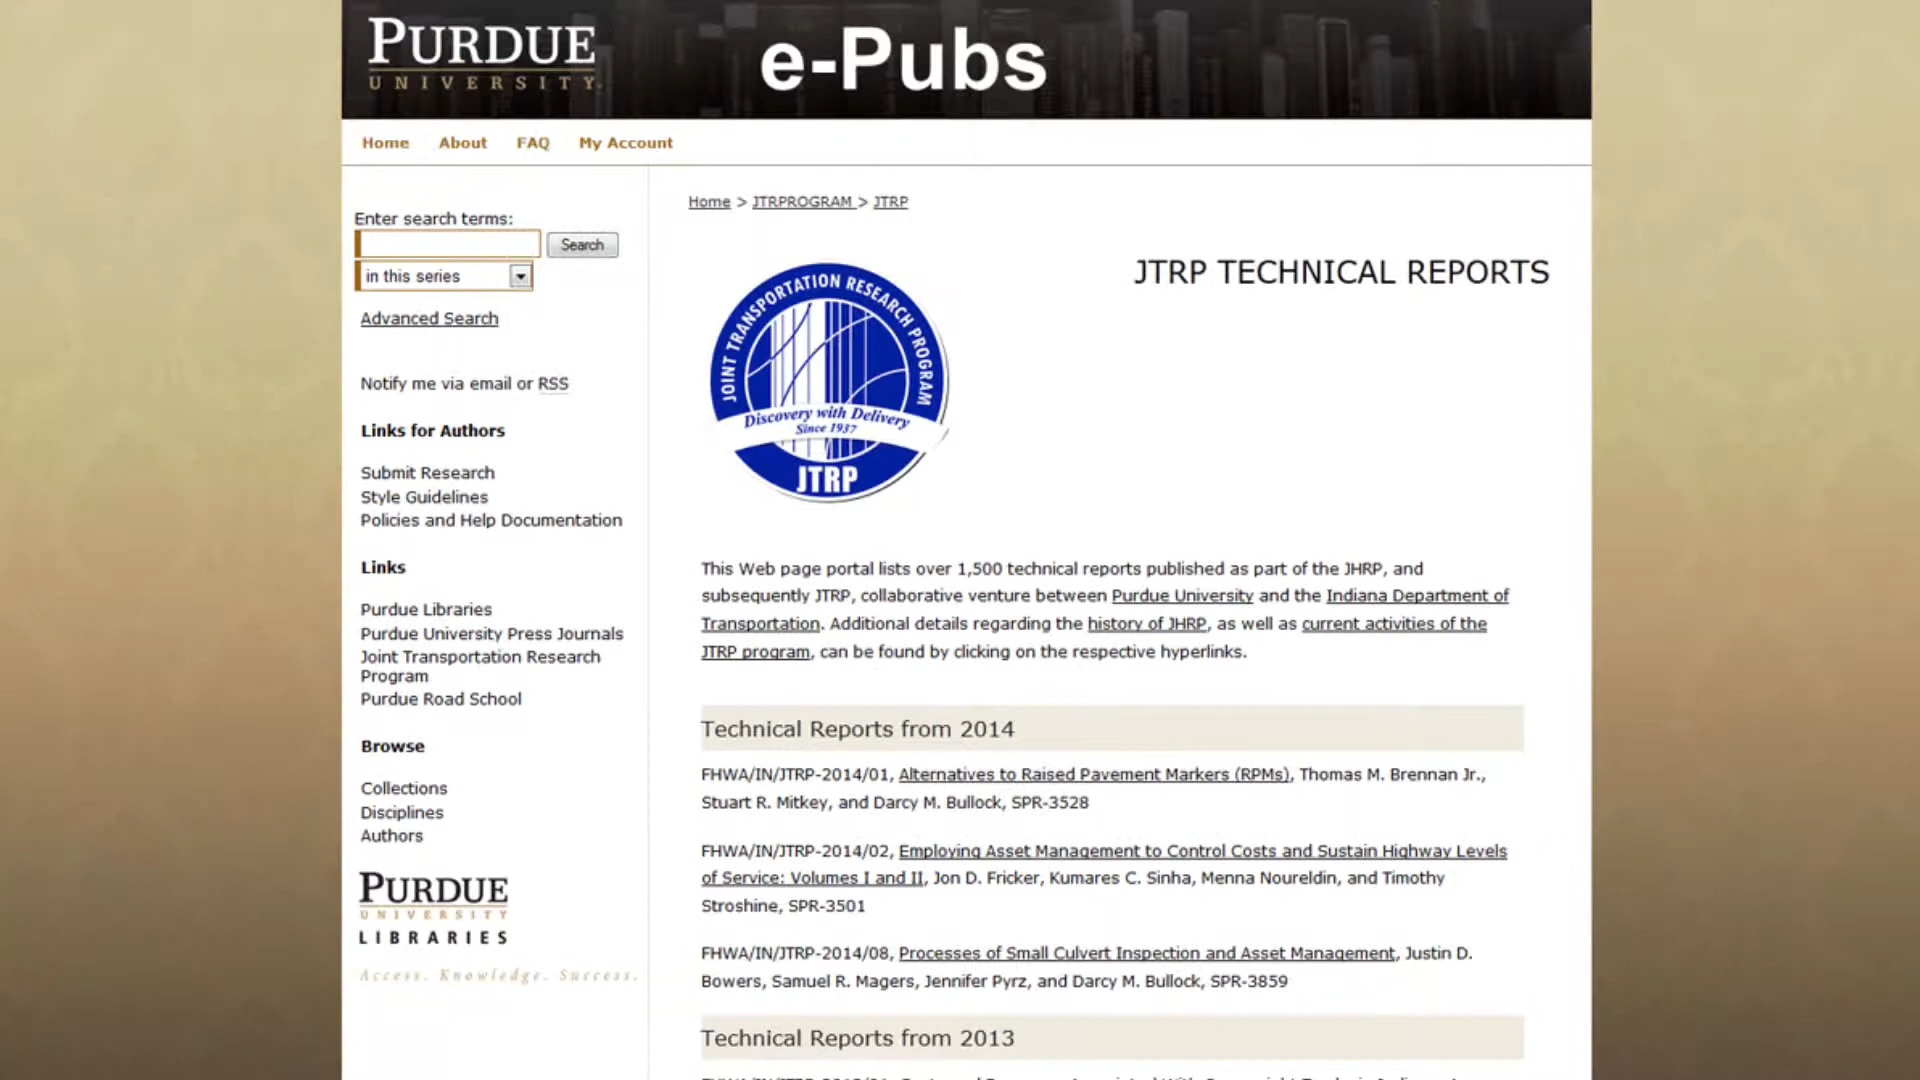 PURDUE
UNIVERSITY.
e-Pubs
Home About FAQ My Account
Enter search terms:
Search
in this series
Advanced Search
Notify me via email or RSS
Links for Authors
Submit Research
Style Guidelines
Policies and Help Documentation
Links
Purdue Libraries
Purdue University Press Journals
Joint Transportation Research
Program
Purdue Road School
Browse
Collections
Disciplines
Authors
PURDUE
UNIVERSITY
LIBRARIES
Access. Knowledge. Success.
Home > JTRPROGRAM > JTRP
JTRP TECHNICAL REPORTS
JOINT TRANSPORTATION RESEARCH PROGRAM
Discovery with Delivery
Since 1937
JTRP
This Web page portal lists over 1,500 technical reports published as part of the JHRP, and
subsequently JTRP, collaborative venture between Purdue University and the Indiana Department of
Transportation. Additional details regarding the history of JHRP, as well as current activities of the
JTRP program, can be found by clicking on the respective hyperlinks.
Technical Reports from 2014
FHWA/IN/JTRP-2014/01, Alternatives to Raised Pavement Markers (RPMs), Thomas M. Brennan Jr.,
Stuart R. Mitkey, and Darcy M. Bullock, SPR-3528
FHWA/IN/JTRP-2014/02, Employing Asset Management to Control Costs and Sustain Highway Levels
of Service: Volumes I and II, Jon D. Fricker, Kumares C. Sinha, Menna Noureldin, and Timothy
Stroshine, SPR-3501
FHWA/IN/JTRP-2014/08, Processes of Small Culvert Inspection and Asset Management, Justin D.
Bowers, Samuel R. Magers, Jennifer Pyrz, and Darcy M. Bullock, SPR-3859
Technical Reports from 2013